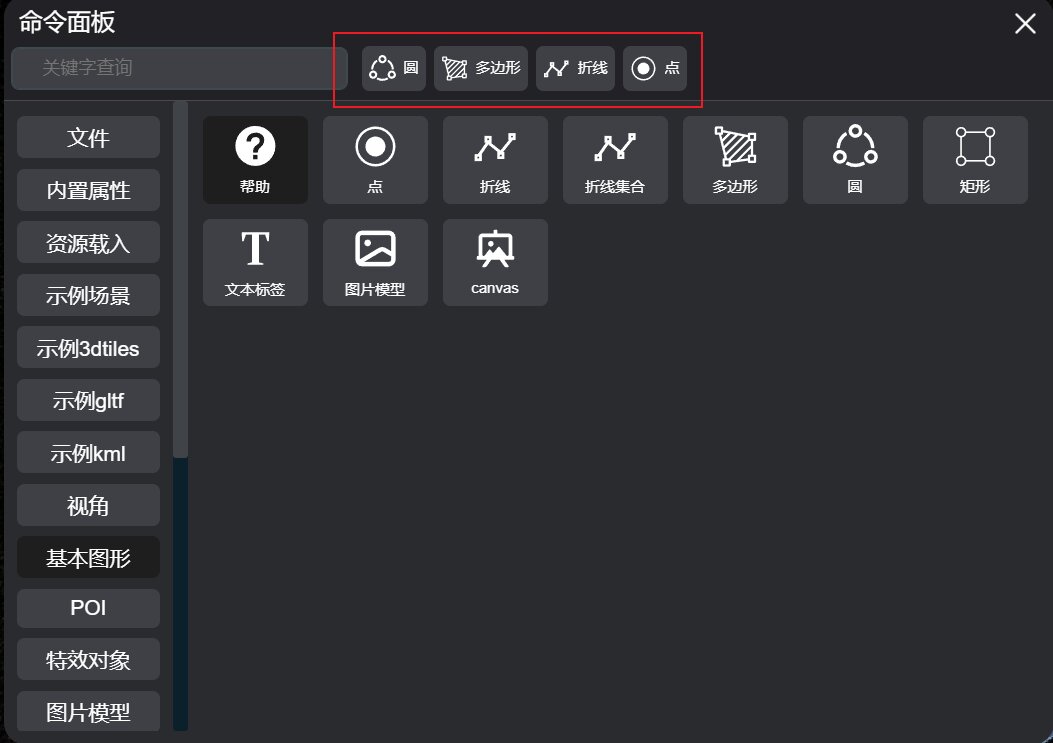 命令面板
关键字查询
圆 多边形 折线 点
文件
内置属性
资源载入
示例场景
示例3dtiles
示例gltf
示例kml
视角
基本图形
POI
特效对象
图片模型
帮助 点 折线 折线集合 多边形 圆 矩形
文本标签 图片模型 canvas